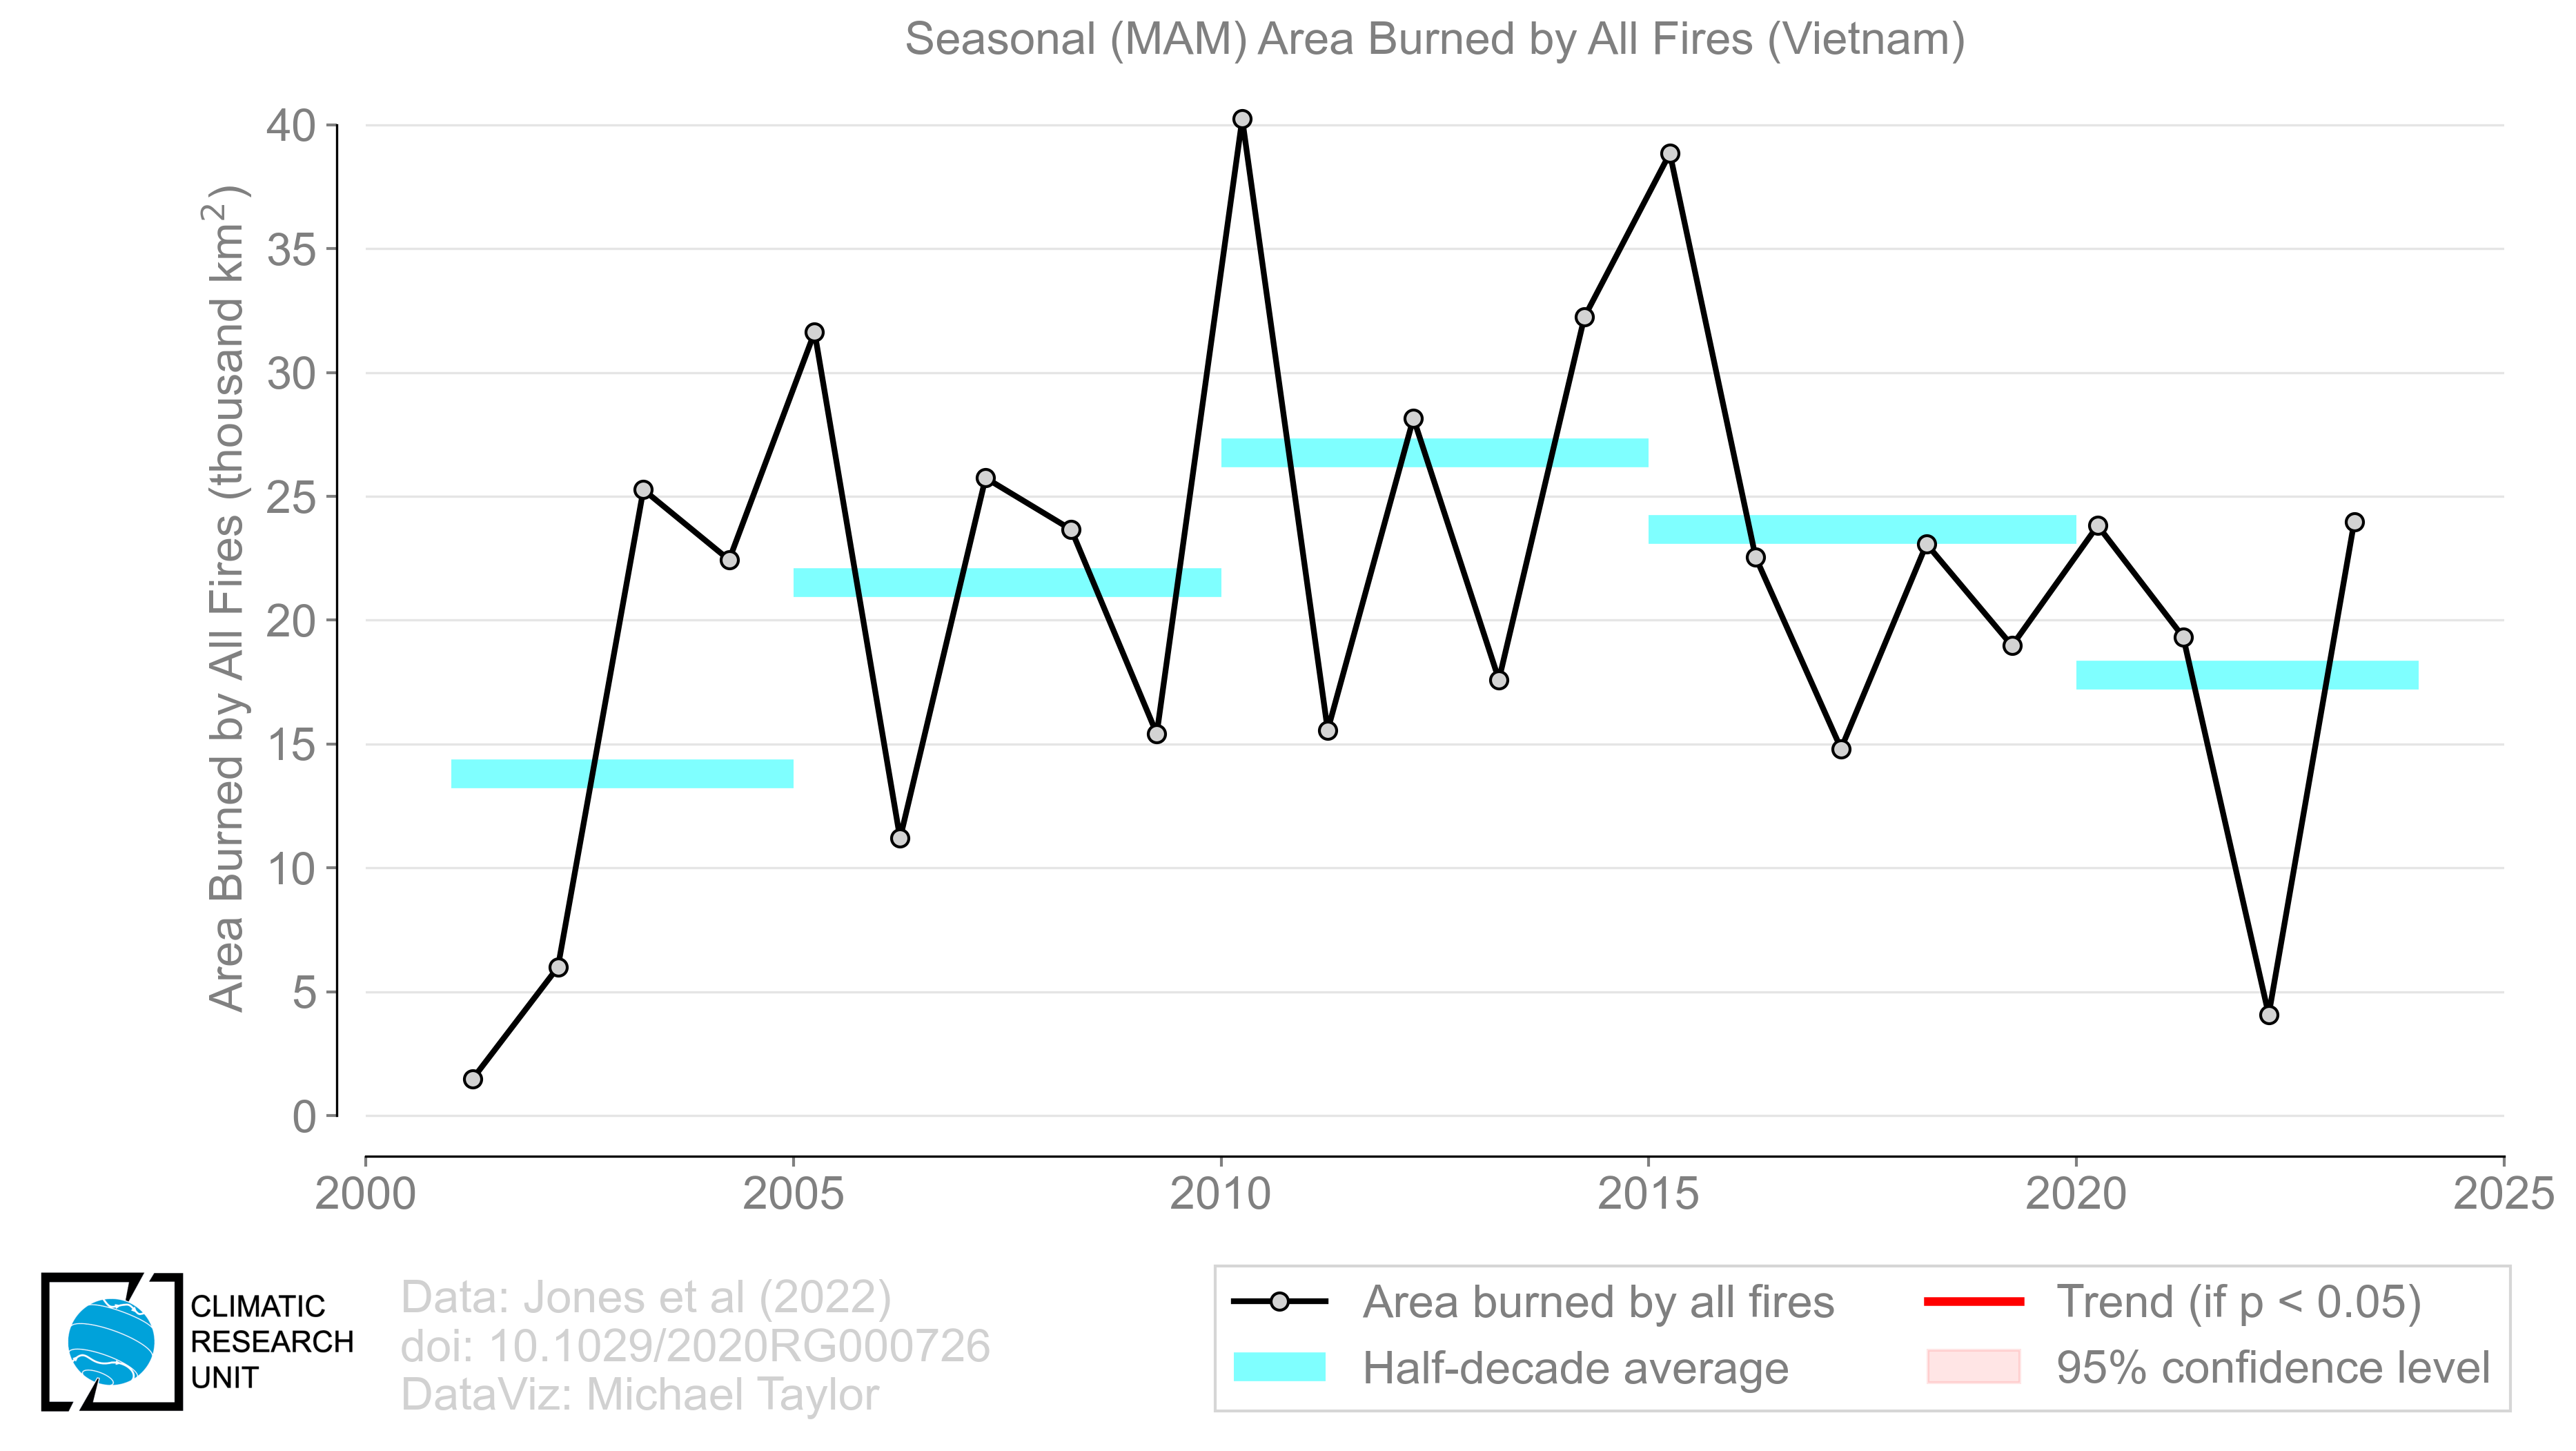 Seasonal (MAM) Area Burned by All Fires (Vietnam)
Area Burned by All Fires (thousand km²)
40
35
30
25
20
15
10
5
0
2000 2005 2010 2015 2020 2025
CLIMATIC
RESEARCH
UNIT
Data: Jones et al (2022)
doi: 10.1029/2020RG000726
DataViz: Michael Taylor
Area burned by all fires
Half-decade average
Trend (if p < 0.05)
95% confidence level